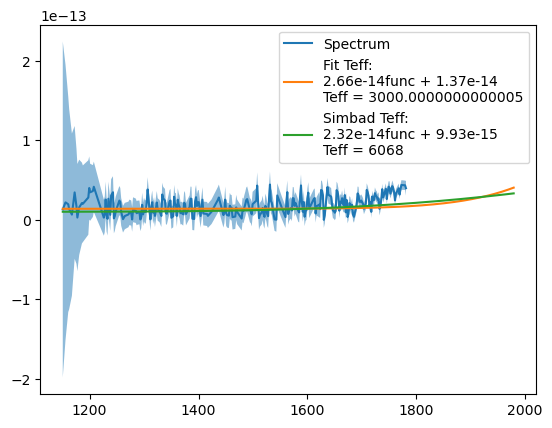 1e−13
2
1
0
−1
−2
1200
1400
1600
1800
2000
Spectrum
Fit Teff:
2.66e-14func + 1.37e-14
Teff = 3000.0000000000005
Simbad Teff:
2.32e-14func + 9.93e-15
Teff = 6068